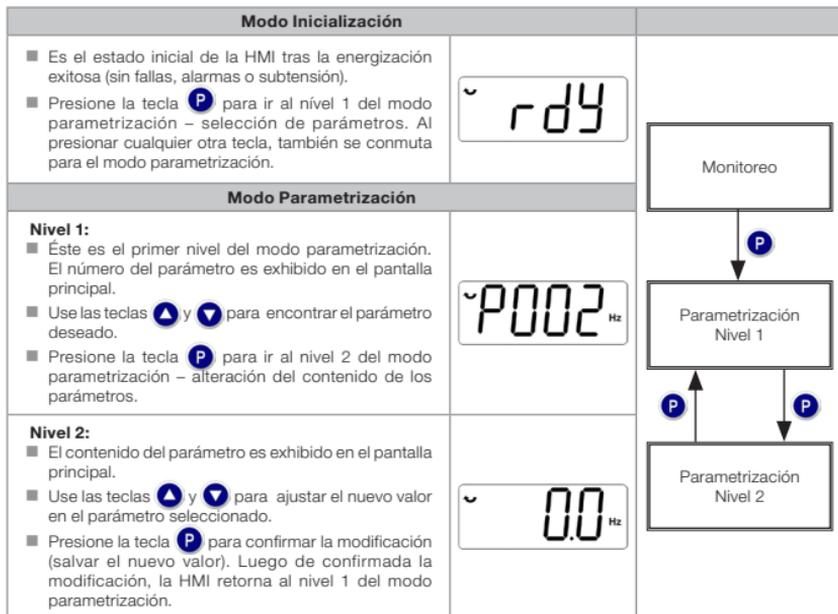 Modo Inicialización
Es el estado inicial de la HMI tras la energización
exitosa (sin fallas, alarmas o subtensión).
Presione la tecla P para ir al nível 1 del modo
parametrización – selección de parámetros. Al
presionar cualquier otra tecla, también se conmuta
para el modo parametrización.
rdy
Modo Parametrización
Nivel 1:
Éste es el primer nivel del modo parametrización.
El número del parámetro es exhibido en el pantalla
principal.
Use las teclas y para encontrar el parámetro
deseado.
Presione la tecla P para ir al nivel 2 del modo
parametrización – alteración del contenido de los
parámetros.
P002 Hz
Nivel 2:
El contenido del parámetro es exhibido en el pantalla
principal.
Use las teclas y para ajustar el nuevo valor
en el parámetro seleccionado.
Presione la tecla P para confirmar la modificación
(salvar el nuevo valor). Luego de confirmada la
modificación, la HMI retorna al nivel 1 del modo
parametrización.
0.0 Hz
Monitoreo
P
Parametrización
Nivel 1
P
P
Parametrización
Nivel 2